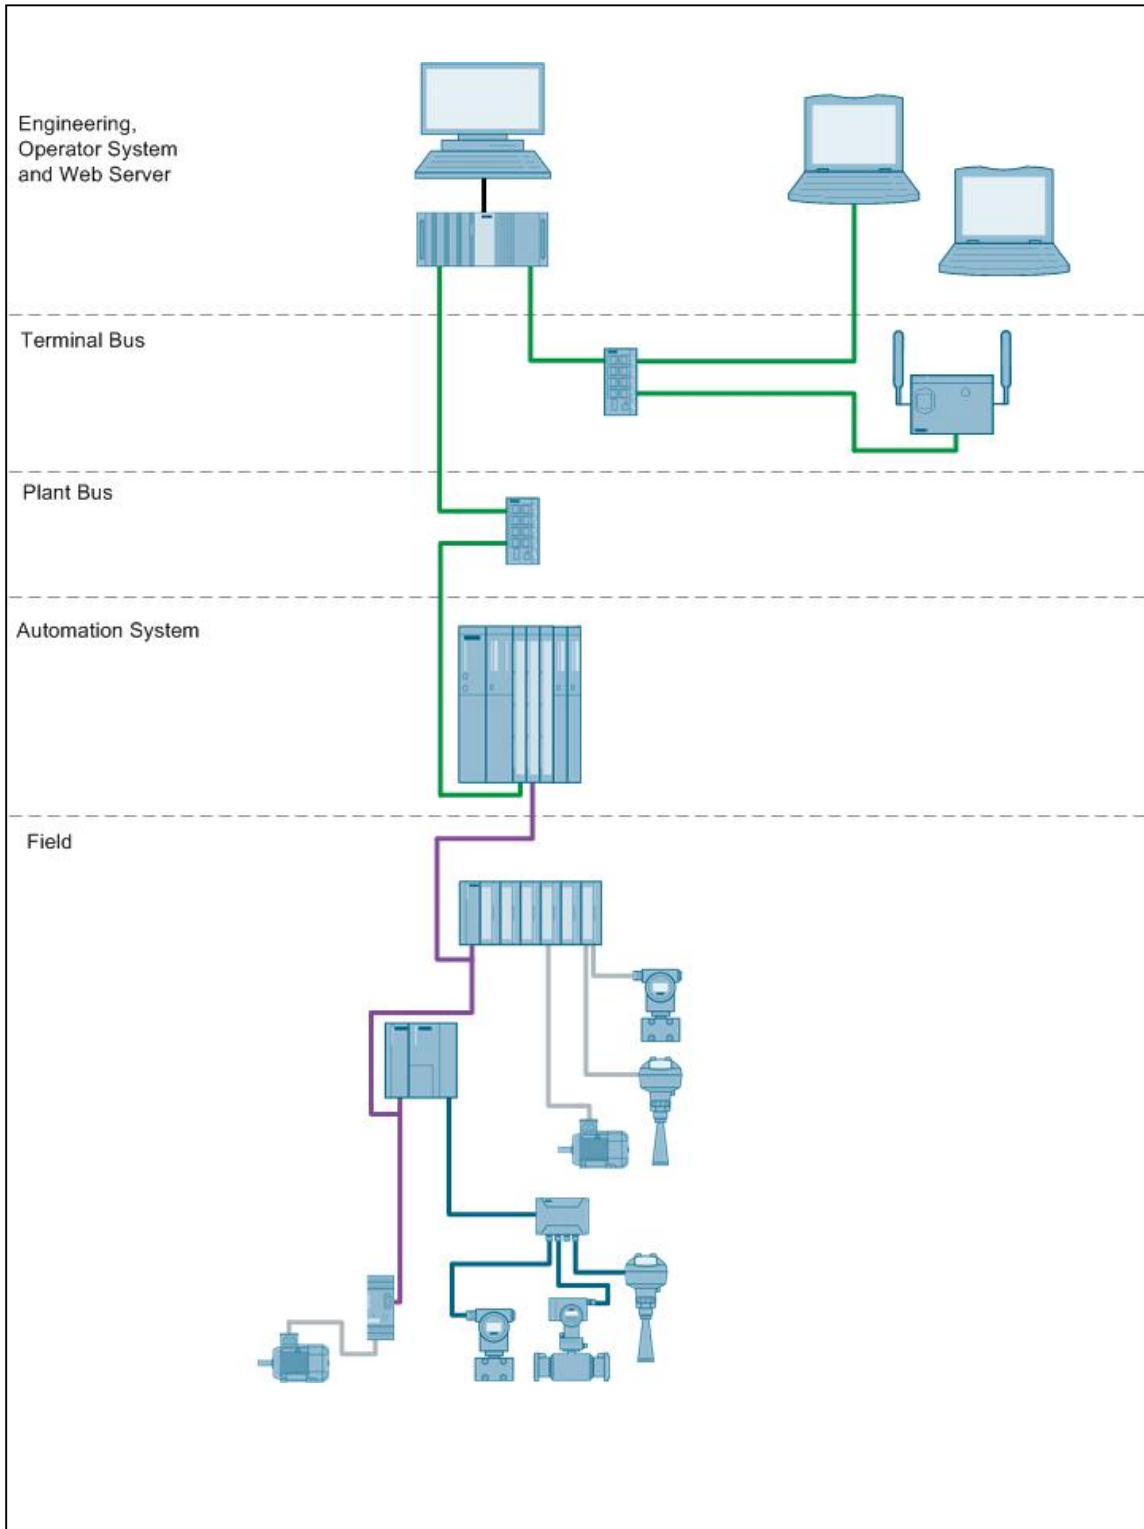 Engineering,
Operator System
and Web Server
Terminal Bus
Plant Bus
Automation System
Field